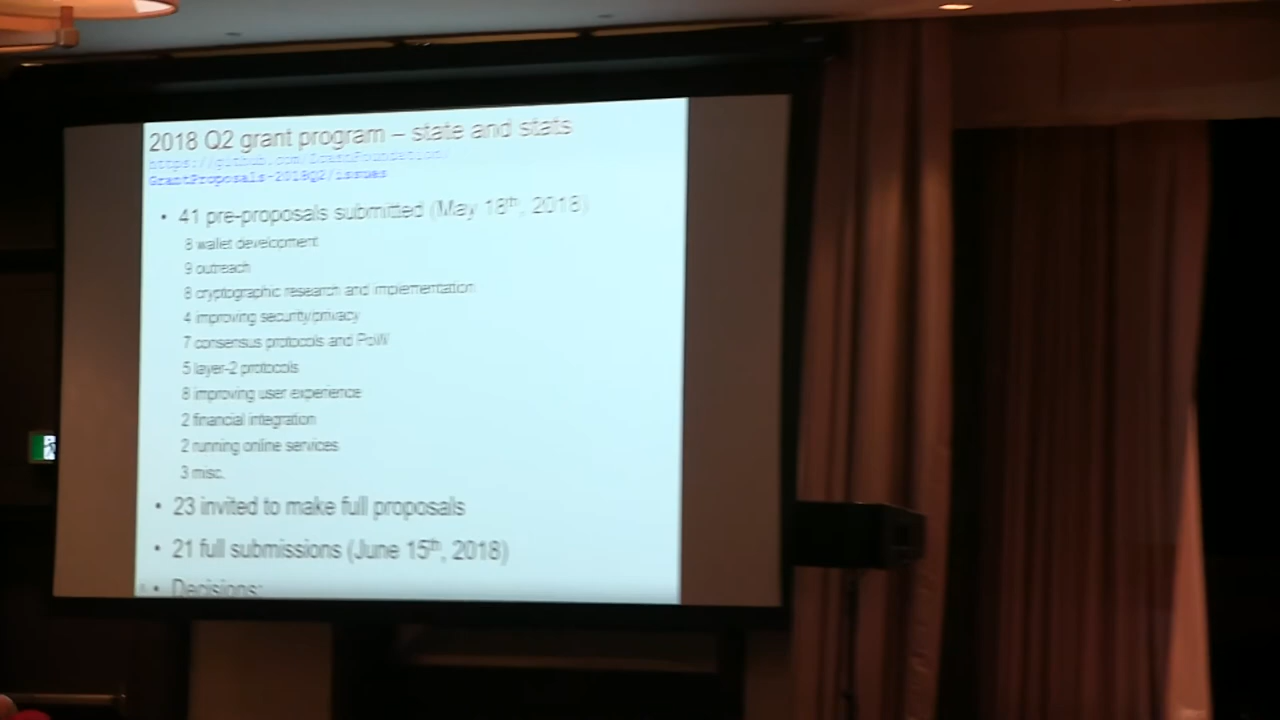 2018 Q2 grant program – state and stats
https://github.com/ZcashFoundation/
GrantProposals-2018Q2/issues
• 41 pre-proposals submitted (May 18th, 2018)
8 wallet development
9 outreach
8 cryptographic research and implementation
4 improving security/privacy
7 consensus protocols and PoW
5 layer-2 protocols
8 improving user experience
2 financial integration
2 running online services
3 misc.
• 23 invited to make full proposals
• 21 full submissions (June 15th, 2018)
• Decisions: